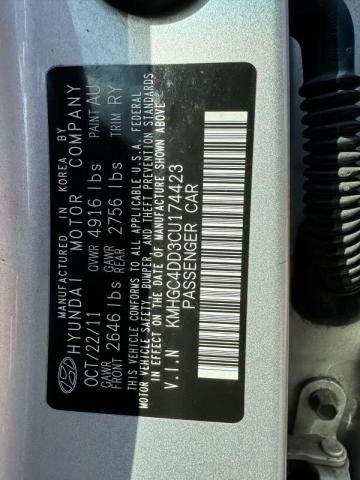 MANUFACTURED IN KOREA BY
HYUNDAI MOTOR COMPANY
OCT/22/11 GVWR 4916 lbs PAINT AU
GAWR FRONT 2646 lbs GAWR REAR 2756 lbs TRIM RY
THIS VEHICLE CONFORMS TO ALL APPLICABLE U.S.A. FEDERAL
MOTOR VEHICLE SAFETY, BUMPER, AND THEFT PREVENTION STANDARDS
IN EFFECT ON THE DATE OF MANUFACTURE SHOWN ABOVE
V.I.N KMHGC4DD3CU174423
PASSENGER CAR